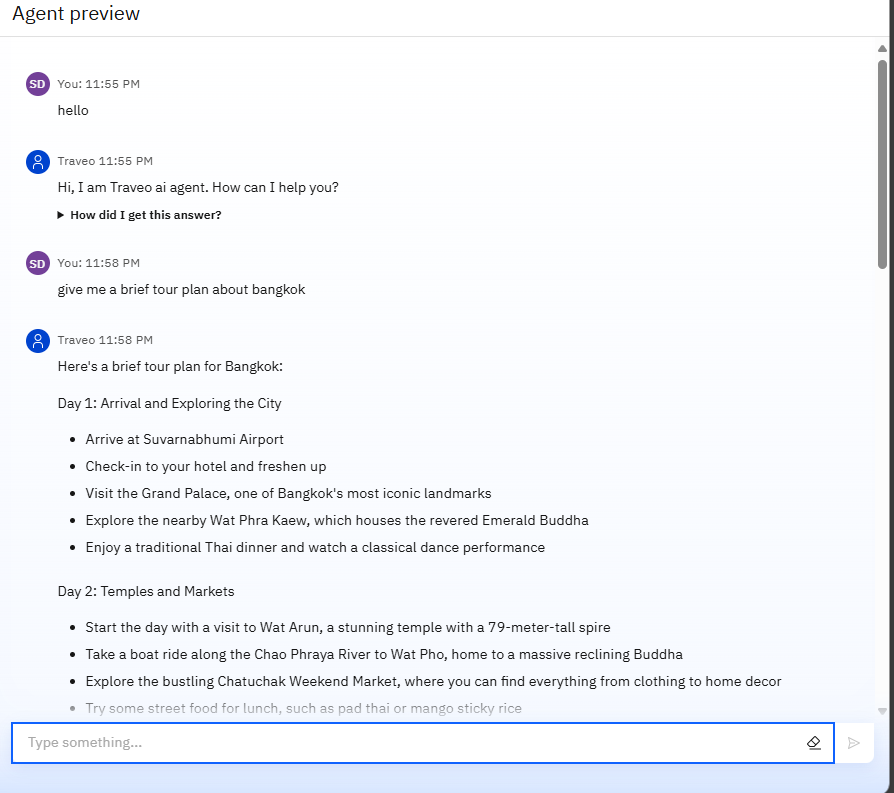 Agent preview
SD You: 11:55 PM
hello
Traveo 11:55 PM
Hi, I am Traveo ai agent. How can I help you?
How did I get this answer?
SD You: 11:58 PM
give me a brief tour plan about bangkok
Traveo 11:58 PM
Here's a brief tour plan for Bangkok:
Day 1: Arrival and Exploring the City
Arrive at Suvarnabhumi Airport
Check-in to your hotel and freshen up
Visit the Grand Palace, one of Bangkok's most iconic landmarks
Explore the nearby Wat Phra Kaew, which houses the revered Emerald Buddha
Enjoy a traditional Thai dinner and watch a classical dance performance
Day 2: Temples and Markets
Start the day with a visit to Wat Arun, a stunning temple with a 79-meter-tall spire
Take a boat ride along the Chao Phraya River to Wat Pho, home to a massive reclining Buddha
Explore the bustling Chatuchak Weekend Market, where you can find everything from clothing to home decor
Try some street food for lunch, such as pad thai or mango sticky rice
Type something...